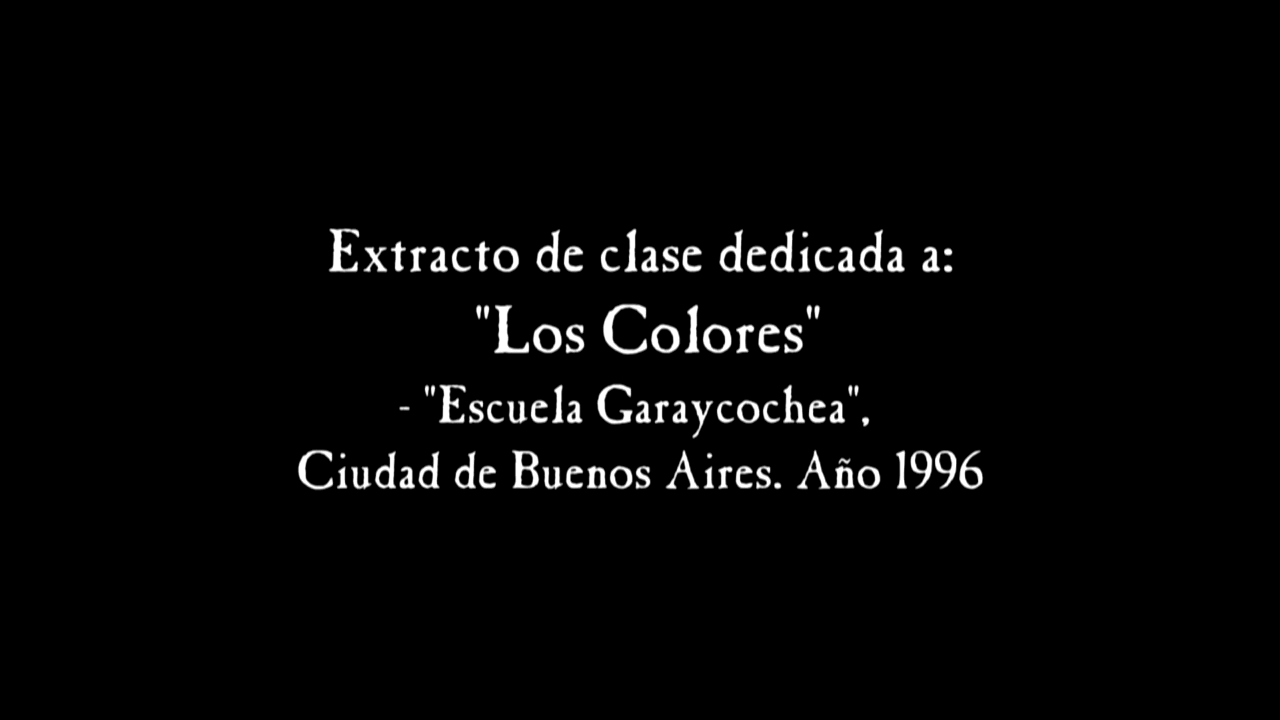 Extracto de clase dedicada a:
"Los Colores"
- "Escuela Garaycochea",
Ciudad de Buenos Aires. Año 1996